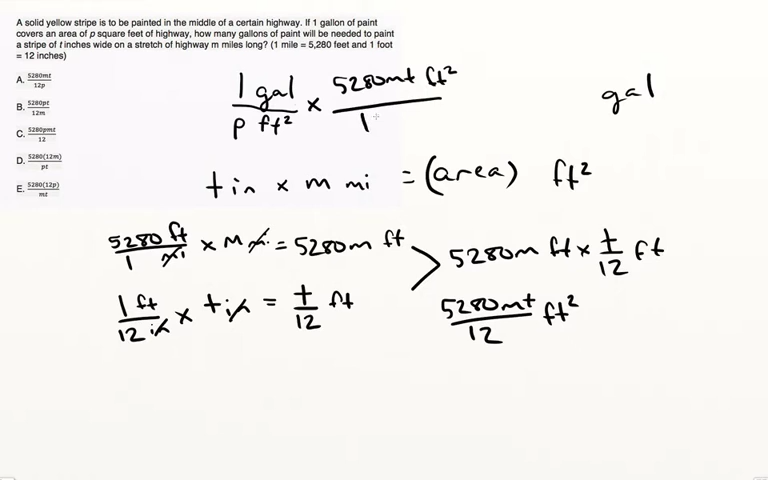 A solid yellow stripe is to be painted in the middle of a certain highway. If 1 gallon of paint
covers an area of p square feet of highway, how many gallons of paint will be needed to paint
a stripe of t inches wide on a stretch of highway m miles long? (1 mile = 5,280 feet and 1 foot
= 12 inches)
A. 5280mt/12p
B. 5280pt/12m
C. 5280pmt/12
D. 5280(12m)/pt
E. 5280(12p)/mt
1 gal/p ft² × 5280mt ft²/1 gal
t in × m mi = (area) ft²
5280 ft/1 mi × m mi = 5280m ft > 5280m ft × t/12 ft
1 ft/12 in × t in = t/12 ft
5280mt/12 ft²